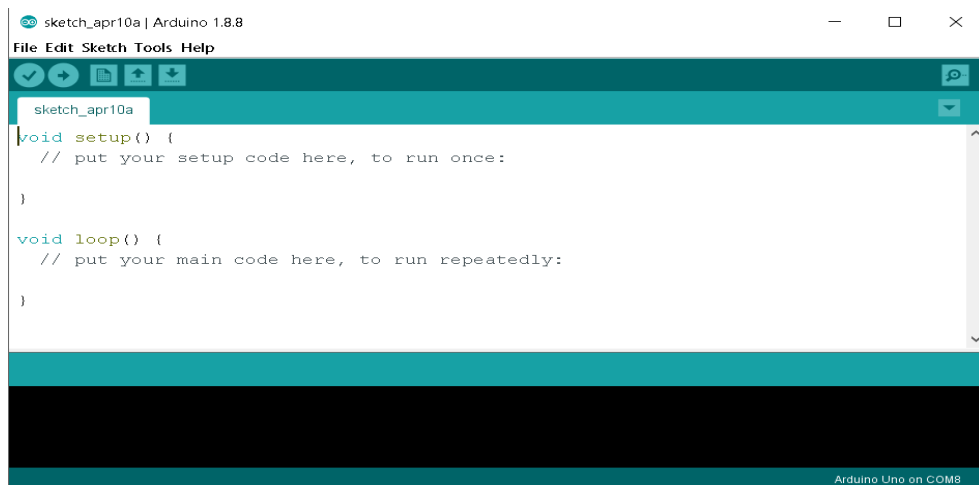 sketch_apr10a | Arduino 1.8.8
File Edit Sketch Tools Help
sketch_apr10a
void setup() {
  // put your setup code here, to run once:
}
void loop() {
  // put your main code here, to run repeatedly:
}
Arduino Uno on COM8